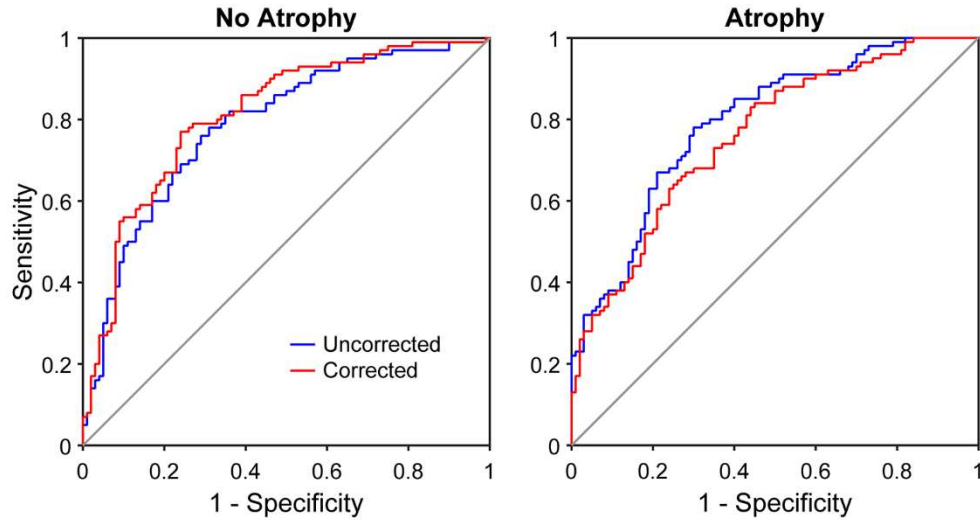 No Atrophy
Atrophy
Sensitivity
1
0.8
0.6
0.4
0.2
0
Uncorrected
Corrected
0 0.2 0.4 0.6 0.8 1
1 - Specificity
1
0.8
0.6
0.4
0.2
0
0 0.2 0.4 0.6 0.8 1
1 - Specificity